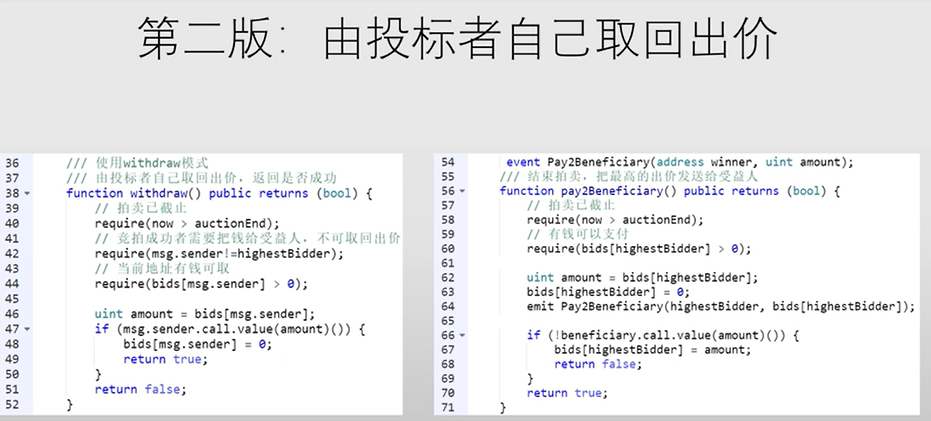 第二版：由投标者自己取回出价
36 /// 使用withdraw模式
37 /// 由投标者自己取回出价，返回是否成功
38 function withdraw() public returns (bool) {
39 // 拍卖已截止
40 require(now > auctionEnd);
41 // 竞拍成功者需要把钱给受益人，不可取回出价
42 require(msg.sender!=highestBidder);
43 // 当前地址有钱可取
44 require(bids[msg.sender] > 0);
45
46 uint amount = bids[msg.sender];
47 if (msg.sender.call.value(amount)()) {
48 bids[msg.sender] = 0;
49 return true;
50 }
51 return false;
52 }
54 event Pay2Beneficiary(address winner, uint amount);
55 /// 结束拍卖，把最高的出价发送给受益人
56 function pay2Beneficiary() public returns (bool) {
57 // 拍卖已截止
58 require(now > auctionEnd);
59 // 有钱可以支付
60 require(bids[highestBidder] > 0);
61
62 uint amount = bids[highestBidder];
63 bids[highestBidder] = 0;
64 emit Pay2Beneficiary(highestBidder, bids[highestBidder]);
65
66 if (!beneficiary.call.value(amount)()) {
67 bids[highestBidder] = amount;
68 return false;
69 }
70 return true;
71 }